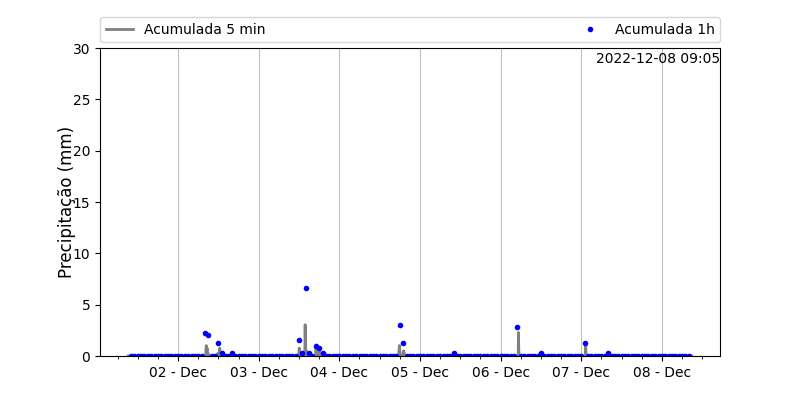 Acumulada 5 min
Acumulada 1h
2022-12-08 09:05
Precipitação (mm)
30
25
20
15
10
5
0
02 - Dec 03 - Dec 04 - Dec 05 - Dec 06 - Dec 07 - Dec 08 - Dec